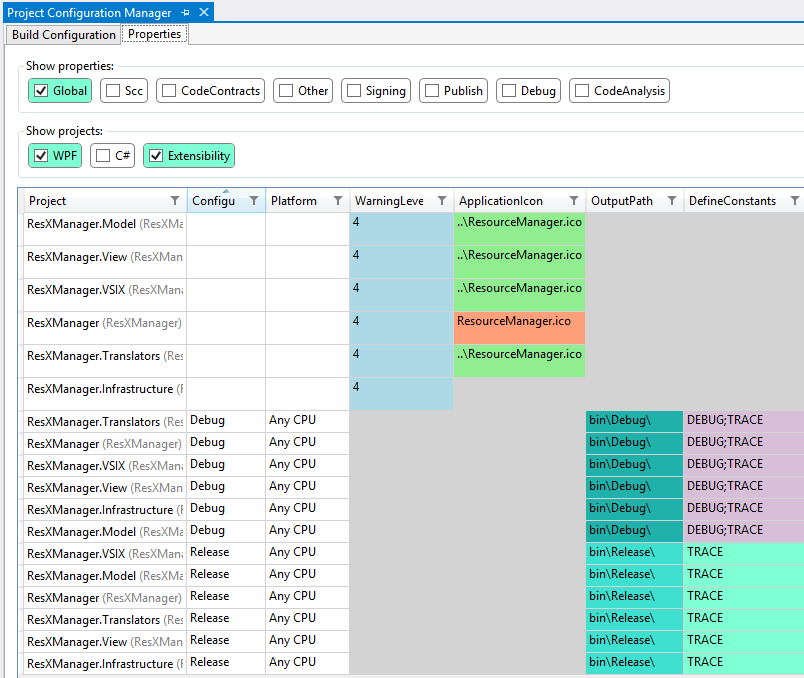 Project Configuration Manager
Build Configuration Properties
Show properties:
Global Scc CodeContracts Other Signing Publish Debug CodeAnalysis
Show projects:
WPF C# Extensibility
Project Configu Platform WarningLeve ApplicationIcon OutputPath DefineConstants
ResXManager.Model (ResXMa 4 ..\ResourceManager.ico
ResXManager.View (ResXMan 4 ..\ResourceManager.ico
ResXManager.VSIX (ResXMana 4 ..\ResourceManager.ico
ResXManager (ResXManager) 4 ResourceManager.ico
ResXManager.Translators (Res 4 ..\ResourceManager.ico
ResXManager.Infrastructure (R 4
ResXManager.Translators (Res Debug Any CPU bin\Debug\ DEBUG;TRACE
ResXManager (ResXManager) Debug Any CPU bin\Debug\ DEBUG;TRACE
ResXManager.VSIX (ResXMana Debug Any CPU bin\Debug\ DEBUG;TRACE
ResXManager.View (ResXMan Debug Any CPU bin\Debug\ DEBUG;TRACE
ResXManager.Infrastructure (R Debug Any CPU bin\Debug\ DEBUG;TRACE
ResXManager.Model (ResXMa Debug Any CPU bin\Debug\ DEBUG;TRACE
ResXManager.VSIX (ResXMana Release Any CPU bin\Release\ TRACE
ResXManager.Model (ResXMa Release Any CPU bin\Release\ TRACE
ResXManager (ResXManager) Release Any CPU bin\Release\ TRACE
ResXManager.Translators (Res Release Any CPU bin\Release\ TRACE
ResXManager.View (ResXMan Release Any CPU bin\Release\ TRACE
ResXManager.Infrastructure (R Release Any CPU bin\Release\ TRACE